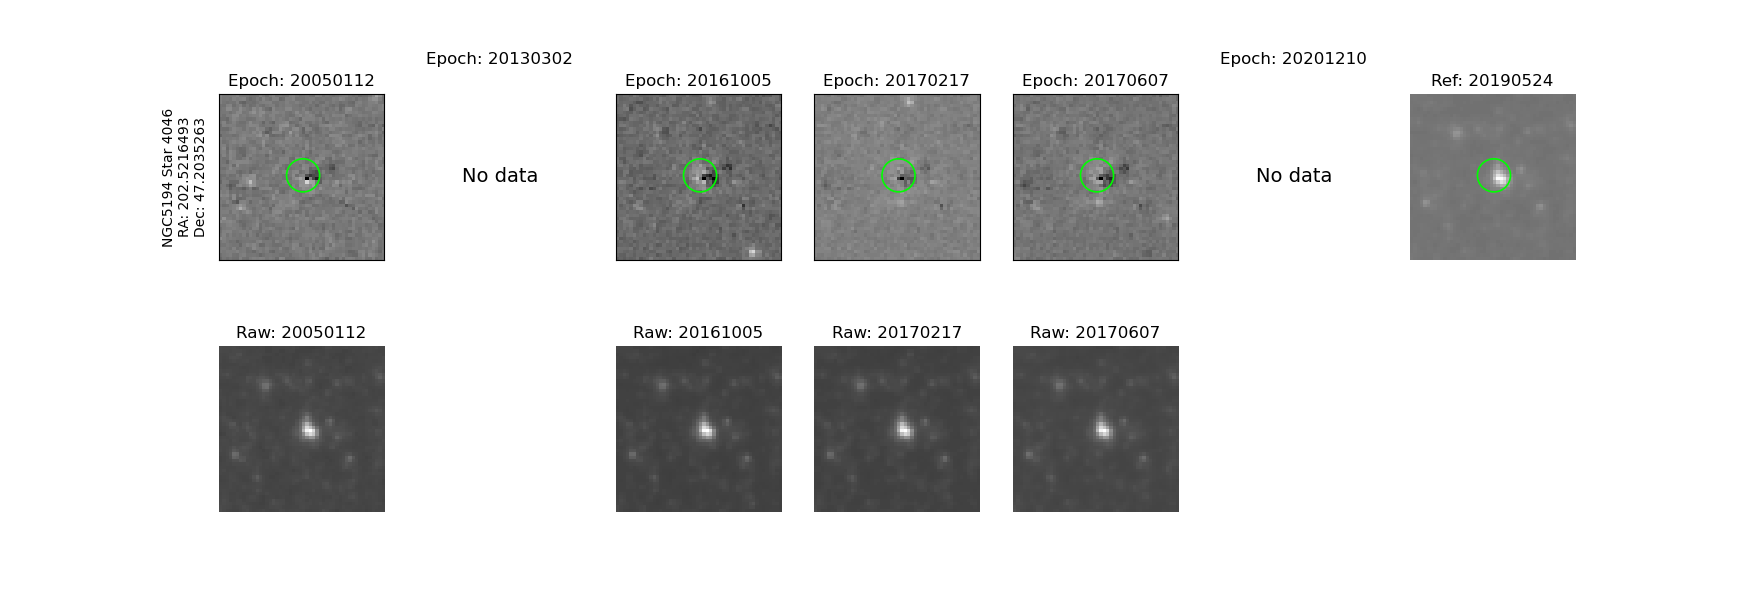 Epoch: 20130302
Epoch: 20201210
Epoch: 20050112
Epoch: 20161005
Epoch: 20170217
Epoch: 20170607
Ref: 20190524
NGC5194 Star 4046
RA: 202.5216493
Dec: 47.2035263
No data
No data
Raw: 20050112
Raw: 20161005
Raw: 20170217
Raw: 20170607